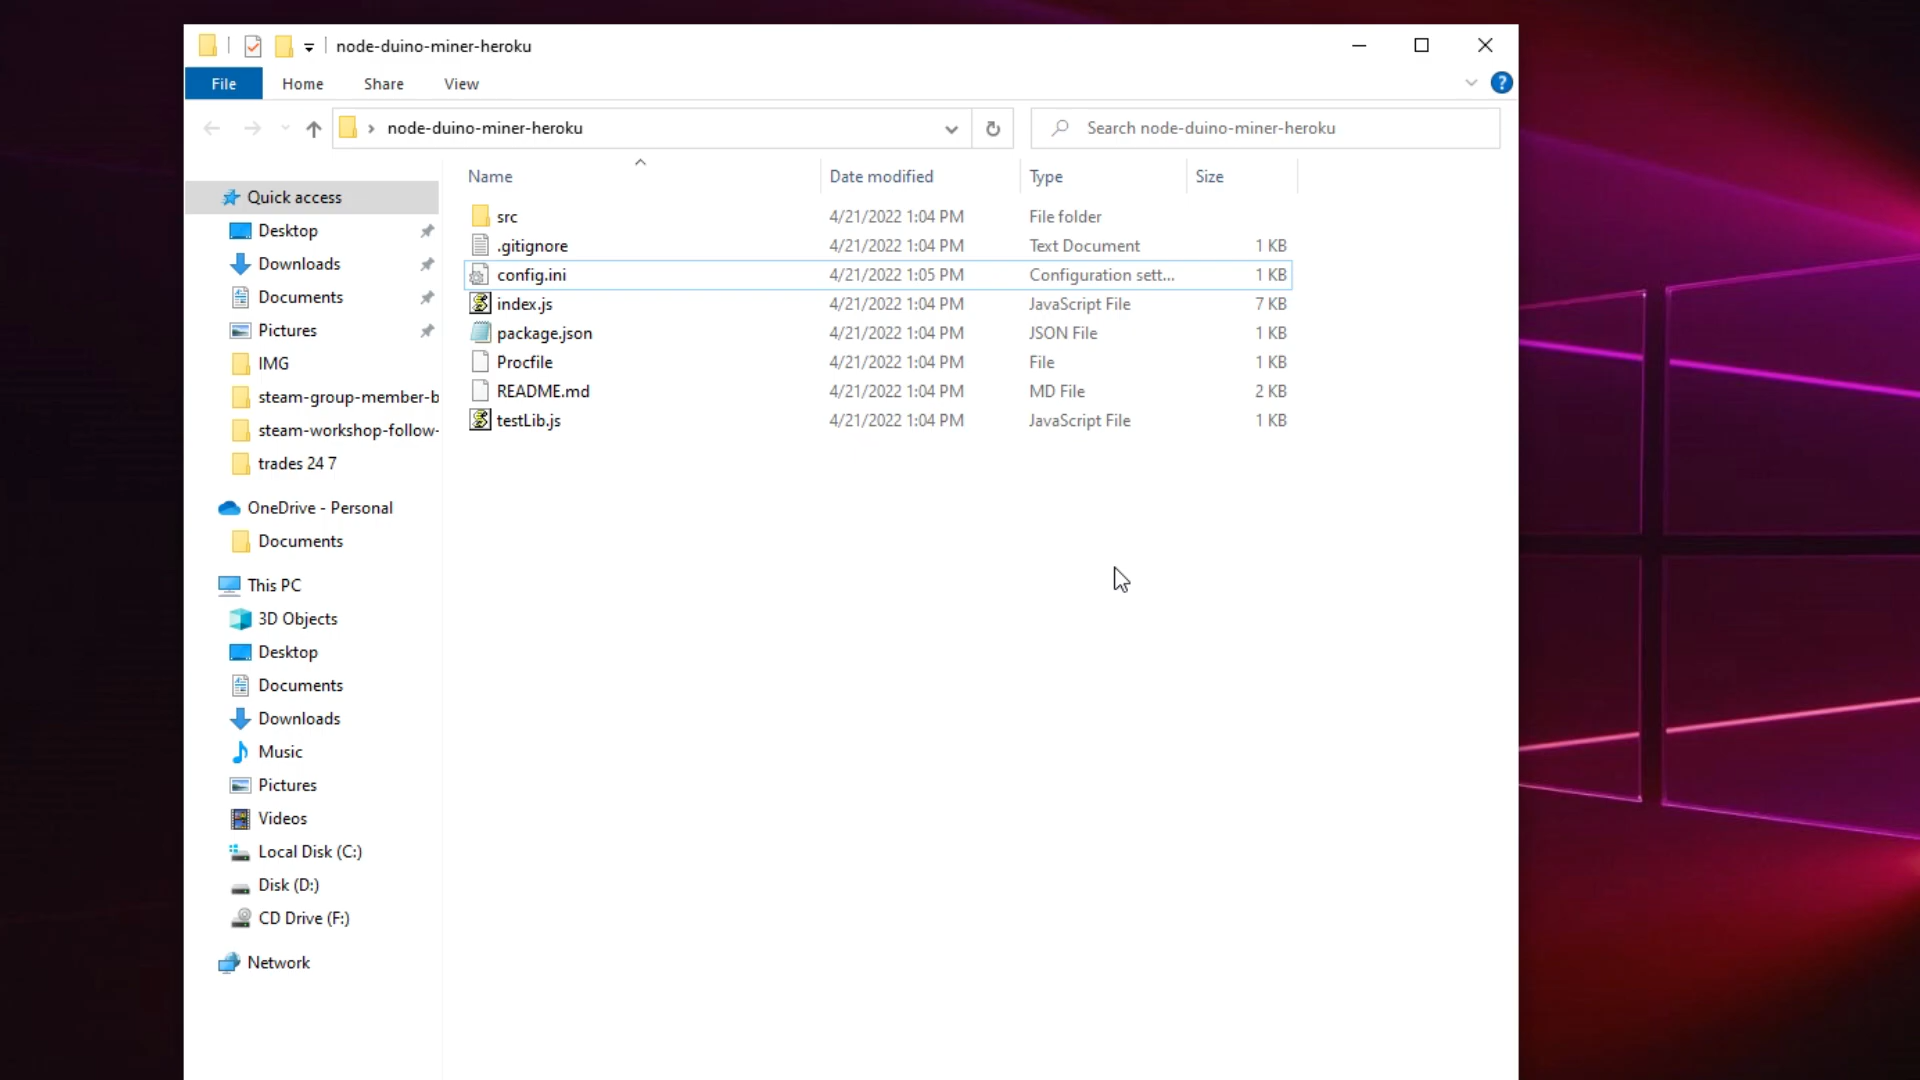 node-duino-miner-heroku
File Home Share View
node-duino-miner-heroku
Search node-duino-miner-heroku
Name Date modified Type Size
src 4/21/2022 1:04 PM File folder
.gitignore 4/21/2022 1:04 PM Text Document 1 KB
config.ini 4/21/2022 1:05 PM Configuration sett... 1 KB
index.js 4/21/2022 1:04 PM JavaScript File 7 KB
package.json 4/21/2022 1:04 PM JSON File 1 KB
Procfile 4/21/2022 1:04 PM File 1 KB
README.md 4/21/2022 1:04 PM MD File 2 KB
testLib.js 4/21/2022 1:04 PM JavaScript File 1 KB
Quick access
Desktop
Downloads
Documents
Pictures
IMG
steam-group-member-b
steam-workshop-follow-
trades 24 7
OneDrive - Personal
Documents
This PC
3D Objects
Desktop
Documents
Downloads
Music
Pictures
Videos
Local Disk (C:)
Disk (D:)
CD Drive (F:)
Network